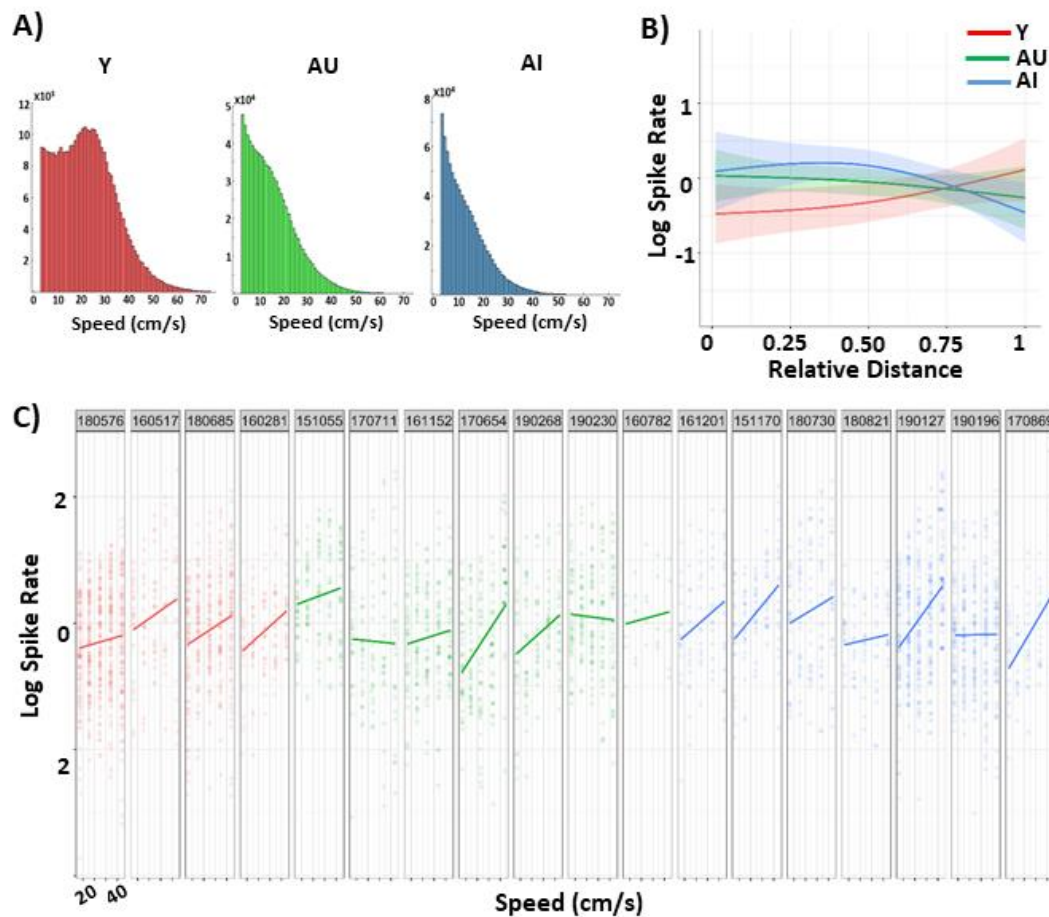 A)
Y
AU
AI
X10³
12
10
8
6
4
2
0 10 20 30 40 50 60 70
Speed (cm/s)
X10⁴
5
4
3
2
1
0 10 20 30 40 50 60 70
Speed (cm/s)
X10⁴
8
6
4
2
0 10 20 30 40 50 60 70
Speed (cm/s)
B)
Y
AU
AI
Log Spike Rate
1
0
-1
0 0.25 0.50 0.75 1
Relative Distance
C)
180576 160517 180685 160281 151055 170711 161152 170654 190268 190230 160782 161201 151170 180730 180821 190127 190196 170869
Log Spike Rate
2
0
2
20 40
Speed (cm/s)